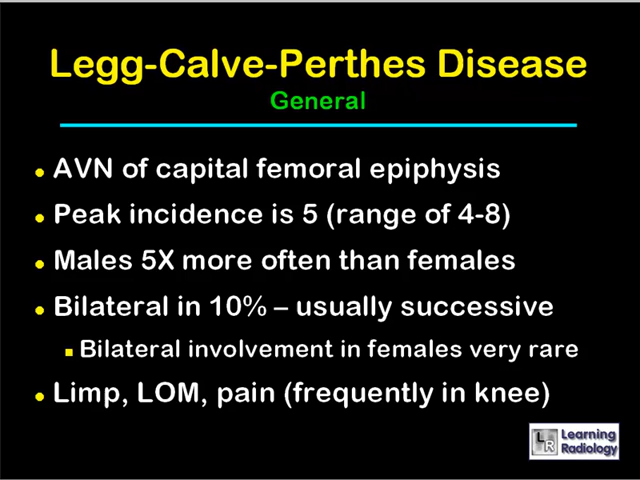 Legg-Calve-Perthes Disease
General
AVN of capital femoral epiphysis
Peak incidence is 5 (range of 4-8)
Males 5X more often than females
Bilateral in 10% – usually successive
Bilateral involvement in females very rare
Limp, LOM, pain (frequently in knee)
LR Learning
Radiology